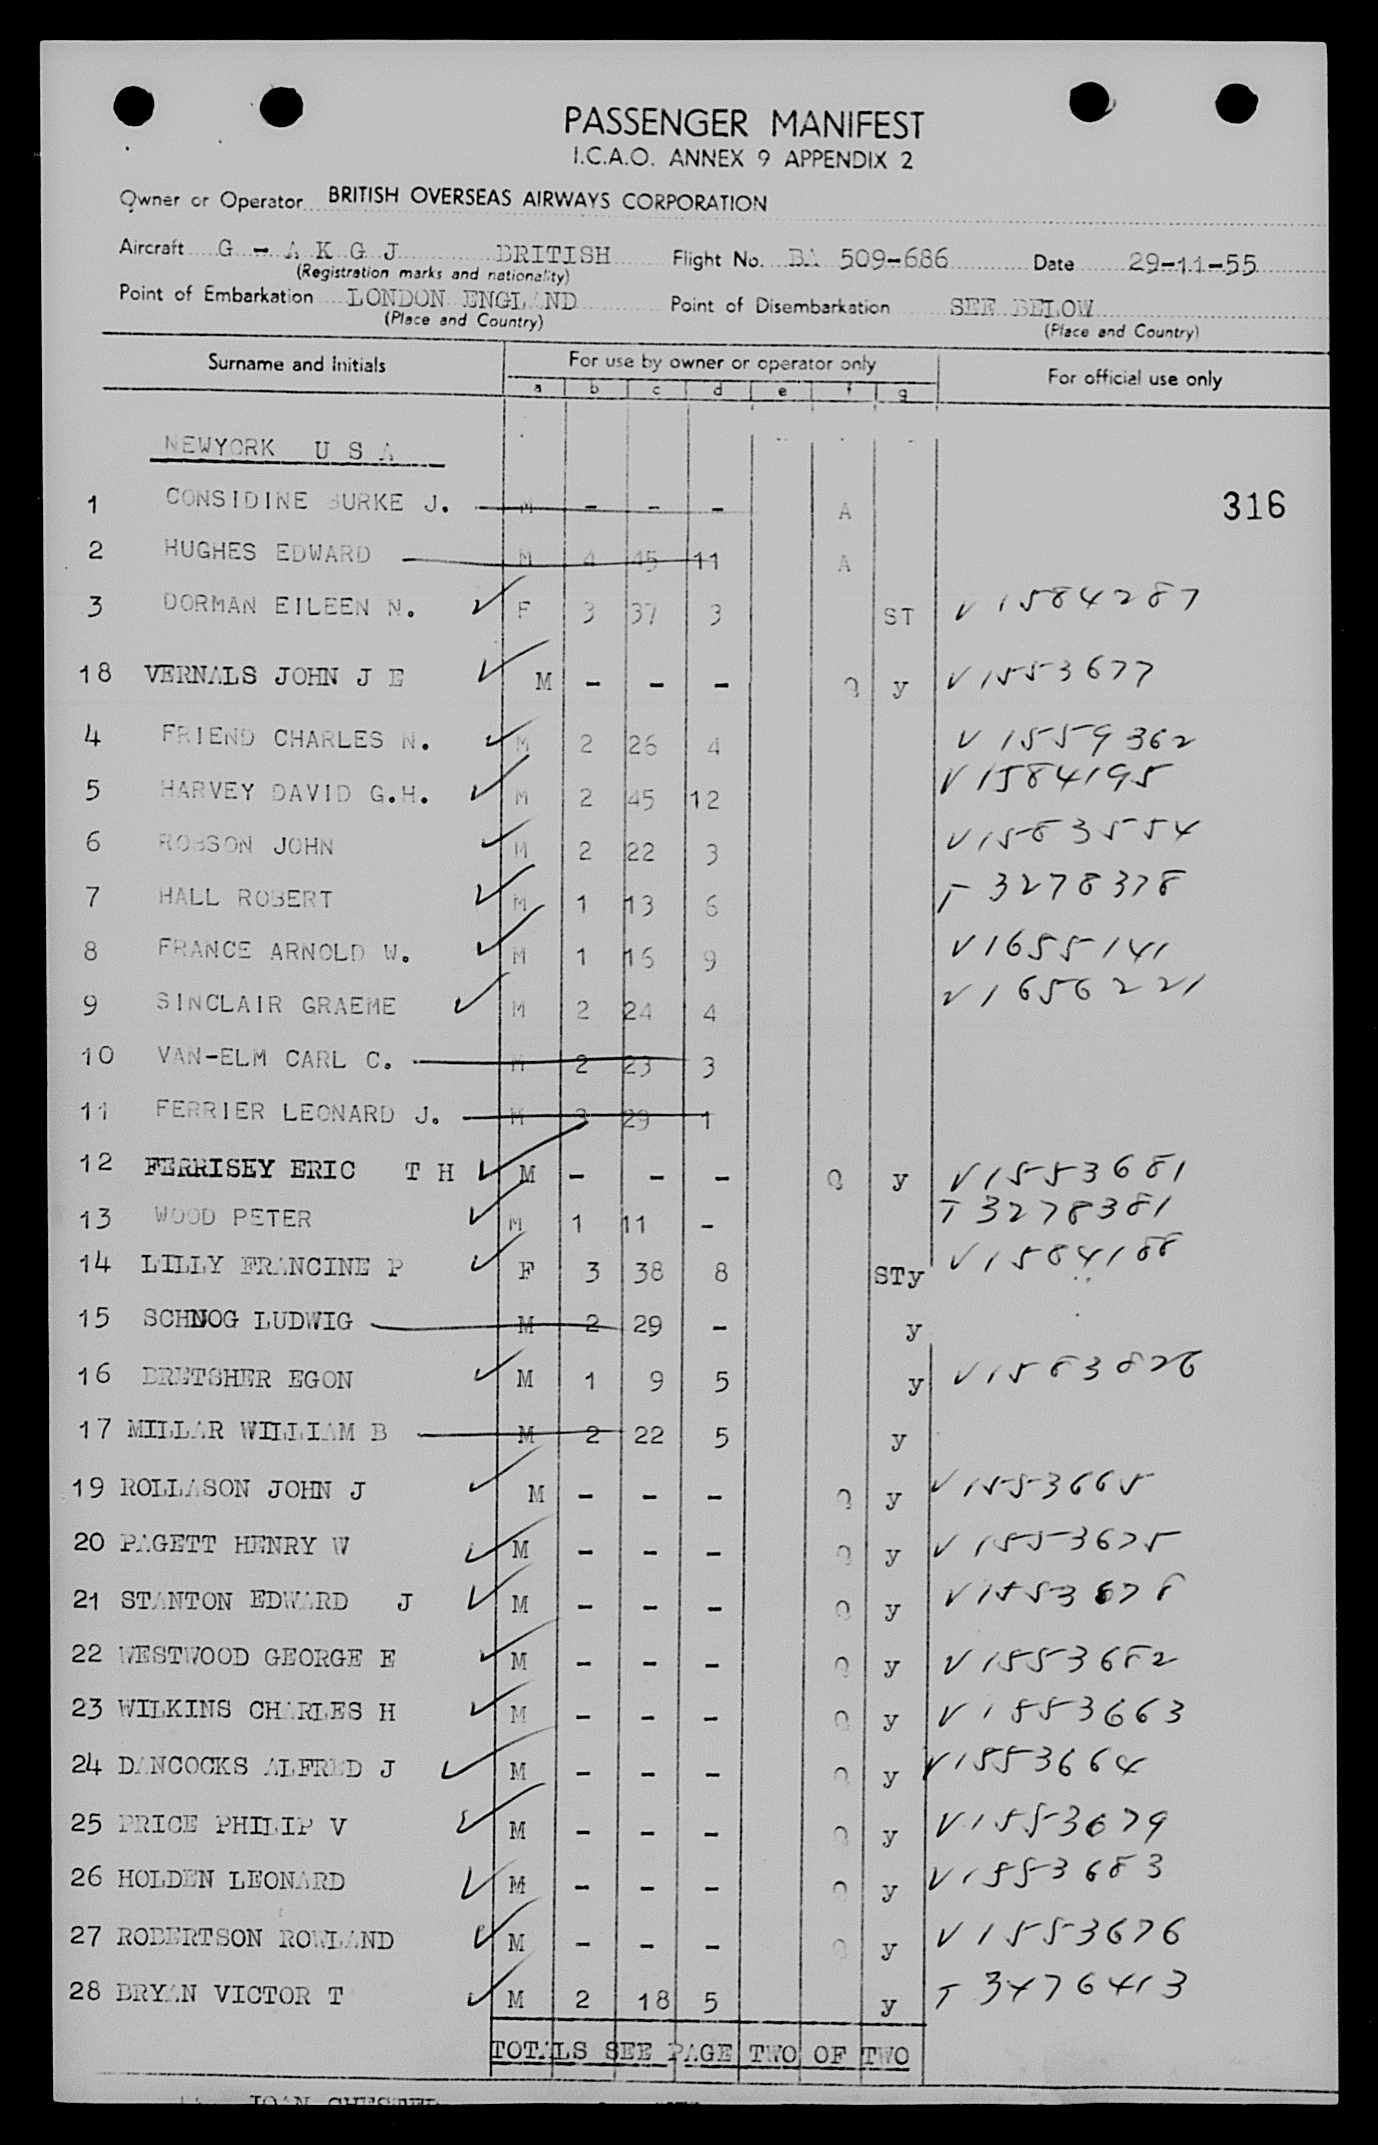 PASSENGER MANIFEST
I.C.A.O. ANNEX 9 APPENDIX 2
Owner or Operator BRITISH OVERSEAS AIRWAYS CORPORATION
Aircraft G - A K G J BRITISH Flight No. BA 509-686 Date 29-11-55
(Registration marks and nationality)
Point of Embarkation LONDON ENGLAND Point of Disembarkation SEE BELOW
(Place and Country) (Place and Country)
Surname and Initials For use by owner or operator only For official use only
a b c d e f g
NEWYORK U S A
1 CONSIDINE BURKE J. M - - - A 316
2 HUGHES EDWARD M 4 45 11 A
3 DORMAN EILEEN N. F 3 37 3 ST V 1584287
18 VERNALS JOHN J E M - - - Q y V1553677
4 FRIEND CHARLES N. M 2 26 4 V 1559362
5 HARVEY DAVID G.H. M 2 45 12 V1584195
6 ROBSON JOHN M 2 22 3 V1583554
7 HALL ROBERT M 1 13 6 T 3278378
8 FRANCE ARNOLD W. M 1 16 9 V1655141
9 SINCLAIR GRAEME M 2 24 4 V1656221
10 VAN-ELM CARL C. M 2 23 3
11 FERRIER LEONARD J. M 3 29 1
12 FERRISEY ERIC T H M - - - Q y V1553681
13 WOOD PETER M 1 11 - T 3278381
14 LILLY FRANCINE P F 3 38 8 STy V1584188
15 SCHNOG LUDWIG M 2 29 - y
16 DRETSHER EGON M 1 9 5 y V1583826
17 MILLAR WILLIAM B M 2 22 5 y
19 ROLLASON JOHN J M - - - Q y V1553665
20 PAGETT HENRY W M - - - Q y V1553675
21 STANTON EDWARD J M - - - Q y V1553678
22 WESTWOOD GEORGE E M - - - Q y V1553682
23 WILKINS CHARLES H M - - - Q y V1553663
24 DANCOCKS ALFRED J M - - - Q y V1553664
25 PRICE PHILIP V M - - - Q y V1553679
26 HOLDEN LEONARD M - - - Q y V1553683
27 ROBERTSON ROWLAND M - - - Q y V1553676
28 BRYAN VICTOR T M 2 18 5 y T 3476413
TOTALS SEE PAGE TWO OF TWO